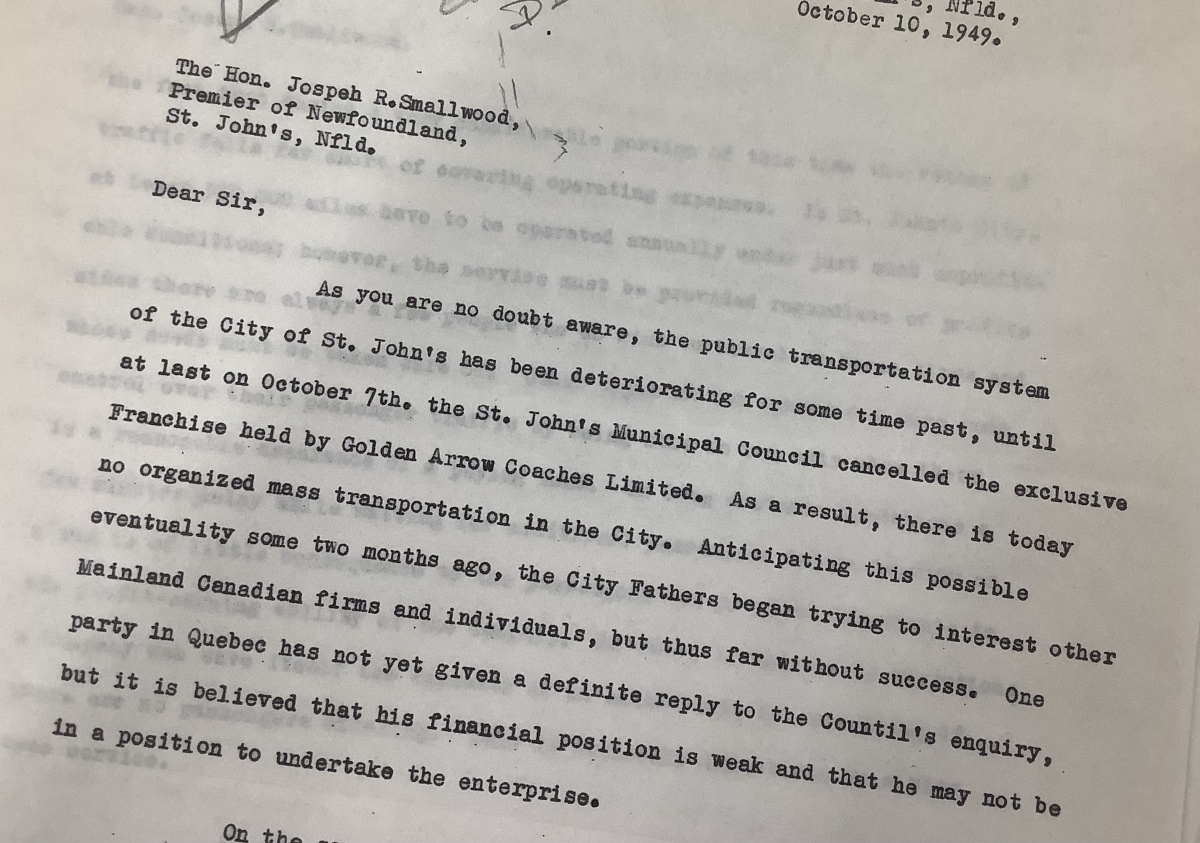 Nfld.,
October 10, 1949.
The Hon. Jospeh R.Smallwood,
Premier of Newfoundland,
St. John's, Nfld.
Dear Sir,
As you are no doubt aware, the public transportation system
of the City of St. John's has been deteriorating for some time past, until
at last on October 7th. the St. John's Municipal Council cancelled the exclusive
Franchise held by Golden Arrow Coaches Limited. As a result, there is today
no organized mass transportation in the City. Anticipating this possible
eventuality some two months ago, the City Fathers began trying to interest other
Mainland Canadian firms and individuals, but thus far without success. One
party in Quebec has not yet given a definite reply to the Countil's enquiry,
but it is believed that his financial position is weak and that he may not be
in a position to undertake the enterprise.
On the